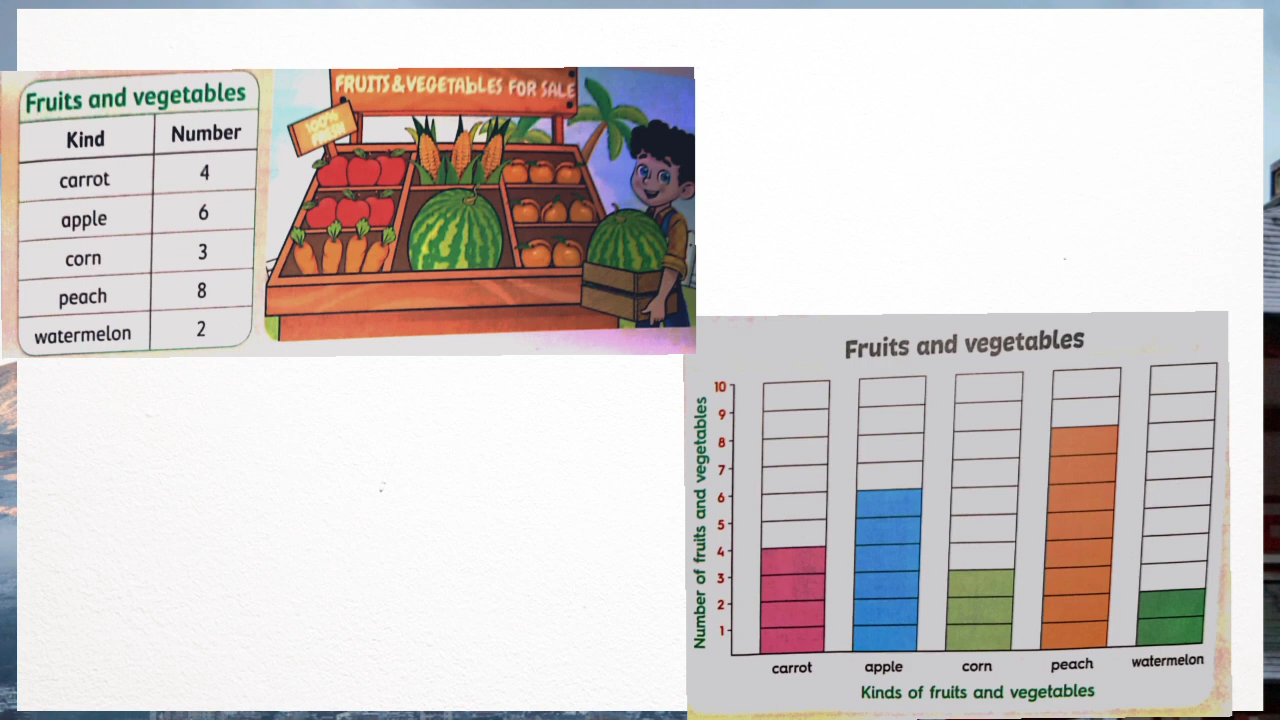 Fruits and vegetables
Kind Number
carrot 4
apple 6
corn 3
peach 8
watermelon 2
FRUITS & VEGETABLES FOR SALE
100%
FRESH
Fruits and vegetables
Number of fruits and vegetables
10
9
8
7
6
5
4
3
2
1
carrot apple corn peach watermelon
Kinds of fruits and vegetables